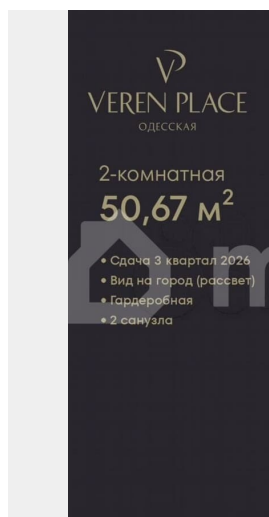 VEREN PLACE
ОДЕССКАЯ
2-комнатная
50,67 м²
• Сдача 3 квартал 2026
• Вид на город (рассвет)
• Гардеробная
• 2 санузла